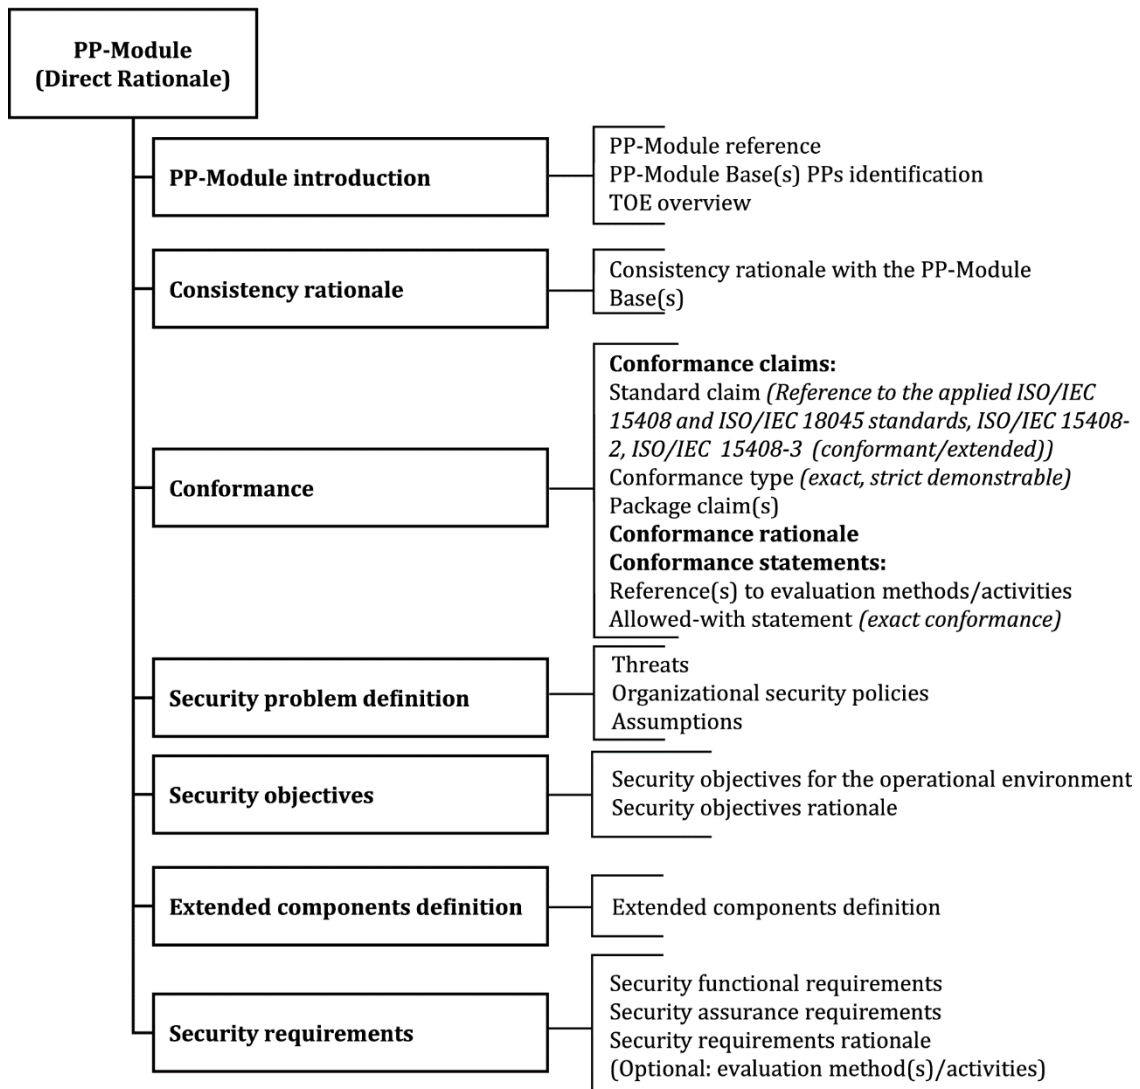 PP-Module
(Direct Rationale)
PP-Module introduction
PP-Module reference
PP-Module Base(s) PPs identification
TOE overview
Consistency rationale
Consistency rationale with the PP-Module
Base(s)
Conformance
Conformance claims:
Standard claim (Reference to the applied ISO/IEC
15408 and ISO/IEC 18045 standards, ISO/IEC 15408-
2, ISO/IEC 15408-3 (conformant/extended))
Conformance type (exact, strict demonstrable)
Package claim(s)
Conformance rationale
Conformance statements:
Reference(s) to evaluation methods/activities
Allowed-with statement (exact conformance)
Security problem definition
Threats
Organizational security policies
Assumptions
Security objectives
Security objectives for the operational environment
Security objectives rationale
Extended components definition
Extended components definition
Security requirements
Security functional requirements
Security assurance requirements
Security requirements rationale
(Optional: evaluation method(s)/activities)